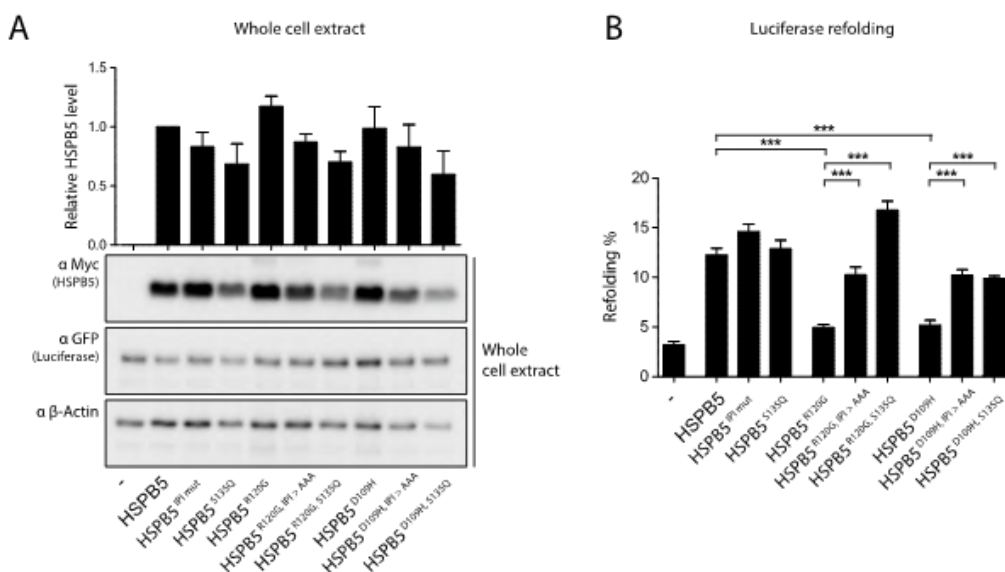 A
Whole cell extract
Relative HSPB5 level
1.5
1.0
0.5
0.0
α Myc
(HSPB5)
α GFP
(Luciferase)
α β-Actin
Whole
cell extract
-
HSPB5
HSPB5 IPI mut
HSPB5 S135Q
HSPB5 R120G
HSPB5 R120G, IPI > AAA
HSPB5 R120G, S135Q
HSPB5 D109H
HSPB5 D109H, IPI > AAA
HSPB5 D109H, S135Q
B
Luciferase refolding
***
***
***
***
***
***
Refolding %
20
15
10
5
0
-
HSPB5
HSPB5 IPI mut
HSPB5 S135Q
HSPB5 R120G
HSPB5 R120G, IPI > AAA
HSPB5 R120G, S135Q
HSPB5 D109H
HSPB5 D109H, IPI > AAA
HSPB5 D109H, S135Q